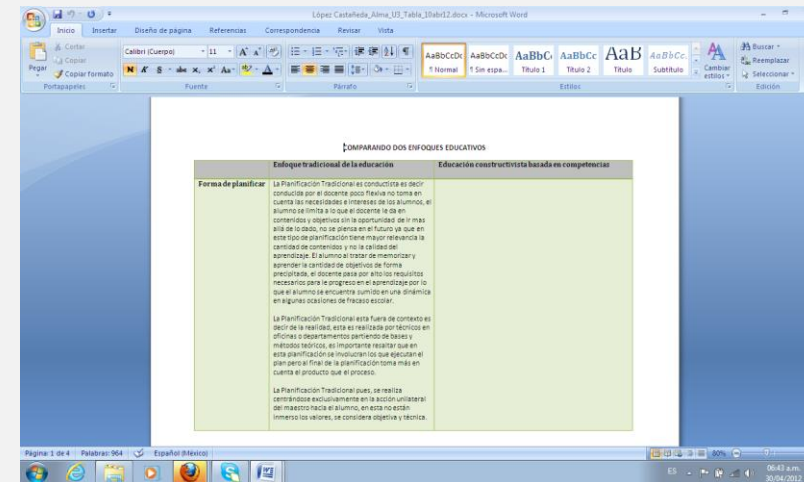 López Castañeda_Alma_U3_Tabla_10abr12.docx - Microsoft Word
Inicio Insertar Diseño de página Referencias Correspondencia Revisar Vista
Pegar
Cortar
Copiar
Copiar formato
Portapapeles
Calibri (Cuerpo) 11
N K S abc x, x² Aa
Fuente
Párrafo
AaBbCcDc AaBbCcDc AaBbC AaBbCc AaB AaBbCc.
¶ Normal ¶ Sin espa... Título 1 Título 2 Título Subtítulo
Cambiar estilos
Estilos
Buscar
Reemplazar
Seleccionar
Edición
COMPARANDO DOS ENFOQUES EDUCATIVOS
Enfoque tradicional de la educación
Educación constructivista basada en competencias
Forma de planificar
La Planificación Tradicional es conductista es decir
conducida por el docente poco flexiva no toma en
cuenta las necesidades e intereses de los alumnos, el
alumno se limita a lo que el docente le da en
contenidos y objetivos sin la oportunidad de ir mas
allá de lo dado, no se piensa en el futuro ya que en
este tipo de planificación tiene mayor relevancia la
cantidad de contenidos y no la calidad del
aprendizaje. El alumno al tratar de memorizar y
aprender la cantidad de objetivos de forma
precipitada, el docente pasa por alto los requisitos
necesarios para le progreso en el aprendizaje por lo
que el alumno se encuentra sumido en una dinámica
en algunas ocasiones de fracaso escolar.
La Planificación Tradicional esta fuera de contexto es
decir de la realidad, esta es realizada por técnicos en
oficinas o departamentos partiendo de bases y
métodos teóricos, es importante resaltar que en
esta planificación se involucran los que ejecutan el
plan pero al final de la planificación toma más en
cuenta el producto que el proceso.
La Planificación Tradicional pues, se realiza
centrándose exclusivamente en la acción unilateral
del maestro hacia el alumno, en esta no están
inmerso los valores, se considera objetiva y técnica.
Página: 1 de 4 Palabras: 964 Español (México) 80%
ES 06:43 a.m.
30/04/2012